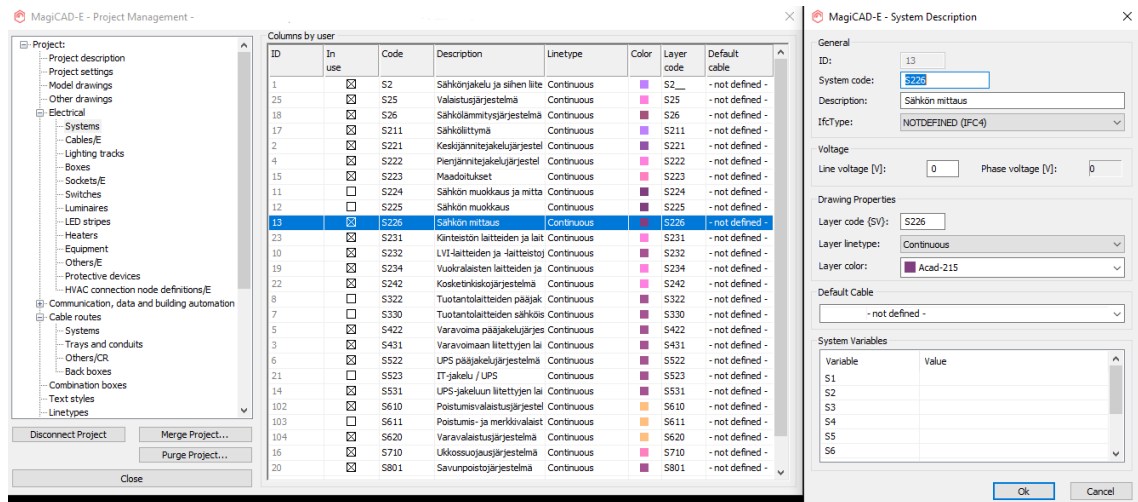 MagiCAD-E - Project Management -
Project:
Project description
Project settings
Model drawings
Other drawings
Electrical
Systems
Cables/E
Lighting tracks
Boxes
Sockets/E
Switches
Luminaires
LED stripes
Heaters
Equipment
Others/E
Protective devices
HVAC connection node definitions/E
Communication, data and building automation
Cable routes
Systems
Trays and conduits
Others/CR
Back boxes
Combination boxes
Text styles
Linetypes
Disconnect Project Merge Project...
Purge Project...
Close
Columns by user
ID In use Code Description Linetype Color Layer code Default cable
1 S2 Sähkönjakelu ja siihen liite Continuous S2__ - not defined -
25 S25 Valaistusjärjestelmä Continuous S25 - not defined -
18 S26 Sähkölämmitysjärjestelmä Continuous S26 - not defined -
17 S211 Sähköliittymä Continuous S211 - not defined -
2 S221 Keskijännitejakelujärjestel Continuous S221 - not defined -
4 S222 Pienjännitejakelujärjestel Continuous S222 - not defined -
15 S223 Maadoitukset Continuous S223 - not defined -
11 S224 Sähkön muokkaus ja mitta Continuous S224 - not defined -
12 S225 Sähkön muokkaus Continuous S225 - not defined -
13 S226 Sähkön mittaus Continuous S226 - not defined -
23 S231 Kiinteistön laitteiden ja lait Continuous S231 - not defined -
10 S232 LVI-laitteiden ja -laitteistoj Continuous S232 - not defined -
19 S234 Vuokralaisten laitteiden ja Continuous S234 - not defined -
22 S242 Kosketinkiskojärjestelmä Continuous S242 - not defined -
8 S322 Tuotantolaitteiden pääjak Continuous S322 - not defined -
7 S330 Tuotantolaitteiden sähköis Continuous S330 - not defined -
5 S422 Varavoima pääjakelujärjes Continuous S422 - not defined -
3 S431 Varavoimaan liitettyjen lai Continuous S431 - not defined -
6 S522 UPS pääjakelujärjestelmä Continuous S522 - not defined -
21 S523 IT-jakelu / UPS Continuous S523 - not defined -
14 S531 UPS-jakeluun liitettyjen lai Continuous S531 - not defined -
102 S610 Poistumisvalaistusjärjestel Continuous S610 - not defined -
103 S611 Poistumis- ja merkkivalaist Continuous S611 - not defined -
104 S620 Varavalaistusjärjestelmä Continuous S620 - not defined -
16 S710 Ukkossuojausjärjestelmä Continuous S710 - not defined -
20 S801 Savunpoistojärjestelmä Continuous S801 - not defined -
MagiCAD-E - System Description
General
ID: 13
System code: S226
Description: Sähkön mittaus
IfcType: NOTDEFINED (IFC4)
Voltage
Line voltage [V]: 0 Phase voltage [V]: 0
Drawing Properties
Layer code {SV}: S226
Layer linetype: Continuous
Layer color: Acad-215
Default Cable
- not defined -
System Variables
Variable Value
S1
S2
S3
S4
S5
S6
Ok Cancel